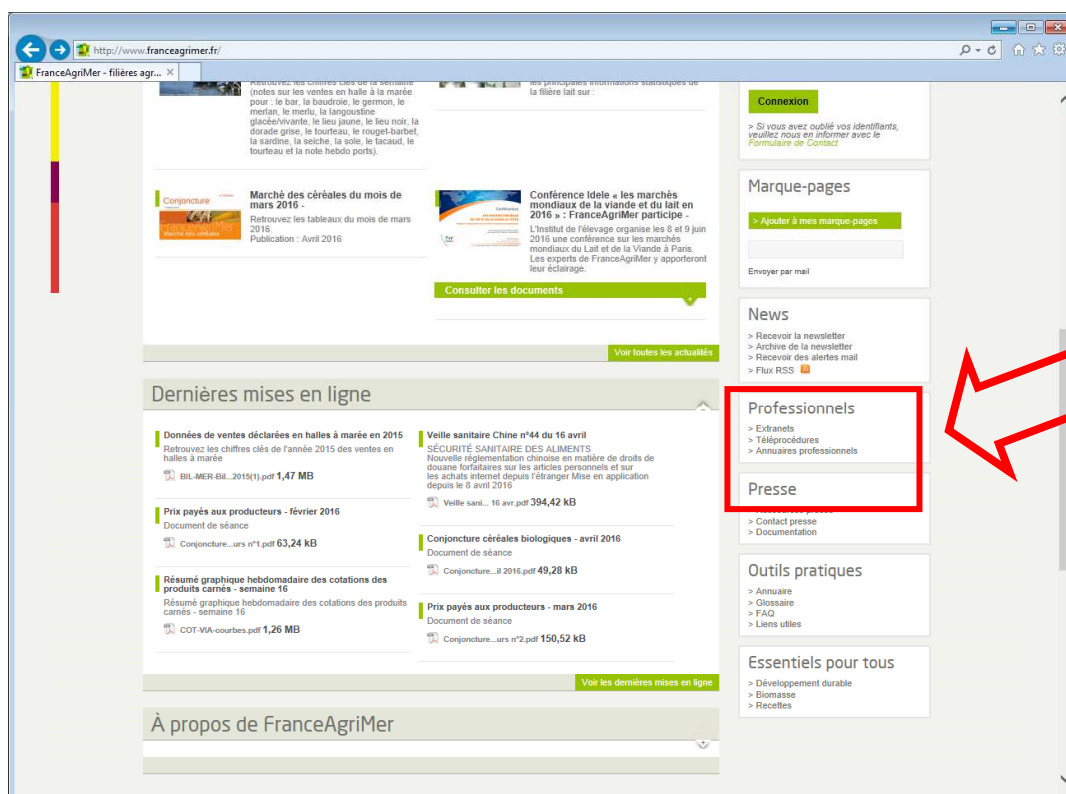 http://www.franceagrimer.fr/
FranceAgriMer - filières agr...
Retrouvez les chiffres clés de la semaine
(notes sur les ventes en halle à la marée
pour : le bar, la baudroie, le germon, le
merlan, le merlu, la langoustine
glacée/vivante, le lieu jaune, le lieu noir, la
dorade grise, le tourteau, le rouget-barbet,
la sardine, la seiche, la sole, le tacaud, le
tourteau et la note hebdo ports).
les principales informations statistiques de
la filière lait sur :
Conjoncture
FranceAgriMer
Marché des céréales
Marché des céréales du mois de
mars 2016 -
Retrouvez les tableaux du mois de mars
2016.
Publication : Avril 2016
Conférence Idele « les marchés
mondiaux de la viande et du lait en
2016 » : FranceAgriMer participe -
L'Institut de l'élevage organise les 8 et 9 juin
2016 une conférence sur les marchés
mondiaux du Lait et de la Viande à Paris.
Les experts de FranceAgriMer y apporteront
leur éclairage.
Consulter les documents
Voir toutes les actualités
Dernières mises en ligne
Données de ventes déclarées en halles à marée en 2015
Retrouvez les chiffres clés de l'année 2015 des ventes en
halles à marée
BIL-MER-Bil...2015(1).pdf 1,47 MB
Prix payés aux producteurs - février 2016
Document de séance
Conjoncture...urs n°1.pdf 63,24 kB
Résumé graphique hebdomadaire des cotations des
produits carnés - semaine 16
Résumé graphique hebdomadaire des cotations des produits
carnés - semaine 16
COT-VIA-courbes.pdf 1,26 MB
Veille sanitaire Chine n°44 du 16 avril
SÉCURITÉ SANITAIRE DES ALIMENTS
Nouvelle réglementation chinoise en matière de droits de
douane forfaitaires sur les articles personnels et sur
les achats internet depuis l'étranger Mise en application
depuis le 8 avril 2016
Veille sani... 16 avr.pdf 394,42 kB
Conjoncture céréales biologiques - avril 2016
Document de séance
Conjoncture...il 2016.pdf 49,28 kB
Prix payés aux producteurs - mars 2016
Document de séance
Conjoncture...urs n°2.pdf 150,52 kB
Voir les dernières mises en ligne
À propos de FranceAgriMer
Connexion
> Si vous avez oublié vos identifiants,
veuillez nous en informer avec le
Formulaire de Contact
Marque-pages
> Ajouter à mes marque-pages
Envoyer par mail
News
> Recevoir la newsletter
> Archive de la newsletter
> Recevoir des alertes mail
> Flux RSS
Professionnels
> Extranets
> Téléprocédures
> Annuaires professionnels
Presse
> Ressources presse
> Contact presse
> Documentation
Outils pratiques
> Annuaire
> Glossaire
> FAQ
> Liens utiles
Essentiels pour tous
> Développement durable
> Biomasse
> Recettes